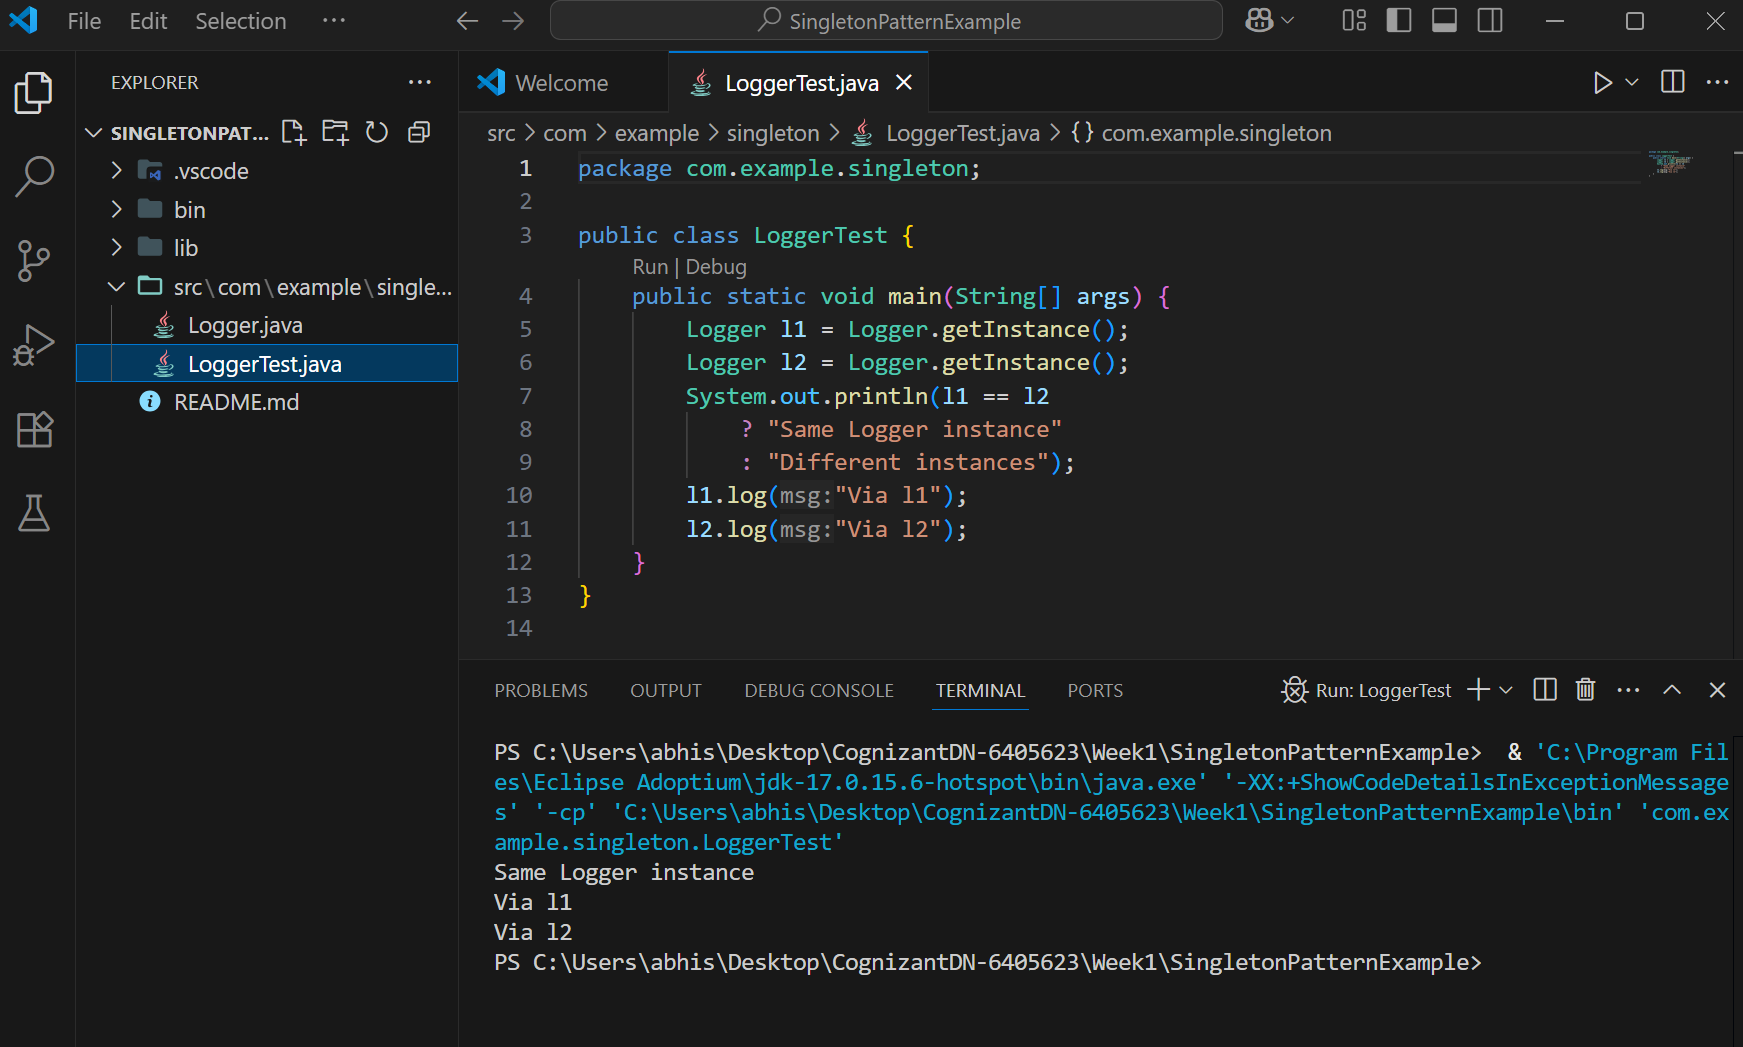 File Edit Selection ···
SingletonPatternExample
EXPLORER ···
SINGLETONPAT...
.vscode
bin
lib
src\com\example\single...
Logger.java
LoggerTest.java
README.md
Welcome
LoggerTest.java
src > com > example > singleton > LoggerTest.java > {} com.example.singleton
1 package com.example.singleton;
2
3 public class LoggerTest {
Run | Debug
4 public static void main(String[] args) {
5 Logger l1 = Logger.getInstance();
6 Logger l2 = Logger.getInstance();
7 System.out.println(l1 == l2
8 ? "Same Logger instance"
9 : "Different instances");
10 l1.log(msg:"Via l1");
11 l2.log(msg:"Via l2");
12 }
13 }
14
PROBLEMS OUTPUT DEBUG CONSOLE TERMINAL PORTS
Run: LoggerTest
PS C:\Users\abhis\Desktop\CognizantDN-6405623\Week1\SingletonPatternExample>  & 'C:\Program Fil
es\Eclipse Adoptium\jdk-17.0.15.6-hotspot\bin\java.exe' '-XX:+ShowCodeDetailsInExceptionMessage
s' '-cp' 'C:\Users\abhis\Desktop\CognizantDN-6405623\Week1\SingletonPatternExample\bin' 'com.ex
ample.singleton.LoggerTest'
Same Logger instance
Via l1
Via l2
PS C:\Users\abhis\Desktop\CognizantDN-6405623\Week1\SingletonPatternExample>